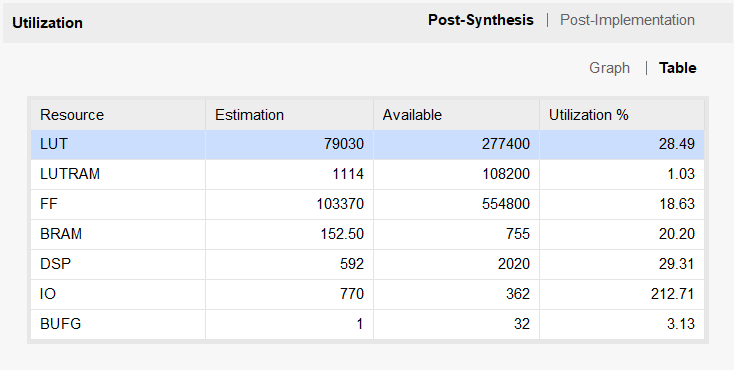 Utilization Post-Synthesis | Post-Implementation
Graph | Table
Resource Estimation Available Utilization %
LUT 79030 277400 28.49
LUTRAM 1114 108200 1.03
FF 103370 554800 18.63
BRAM 152.50 755 20.20
DSP 592 2020 29.31
IO 770 362 212.71
BUFG 1 32 3.13